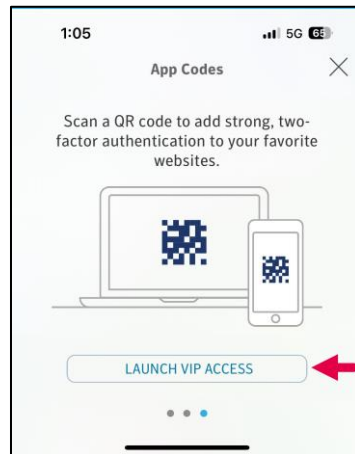 1:05 5G 65
App Codes
Scan a QR code to add strong, two-
factor authentication to your favorite
websites.
LAUNCH VIP ACCESS